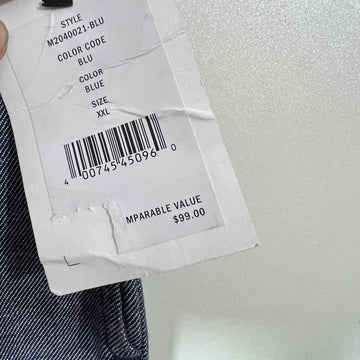 STYLE
M2040021-BLU
COLOR CODE
BLU
COLOR
BLUE
SIZE
XXL
4 00745 45096 0
MPARABLE VALUE
$99.00